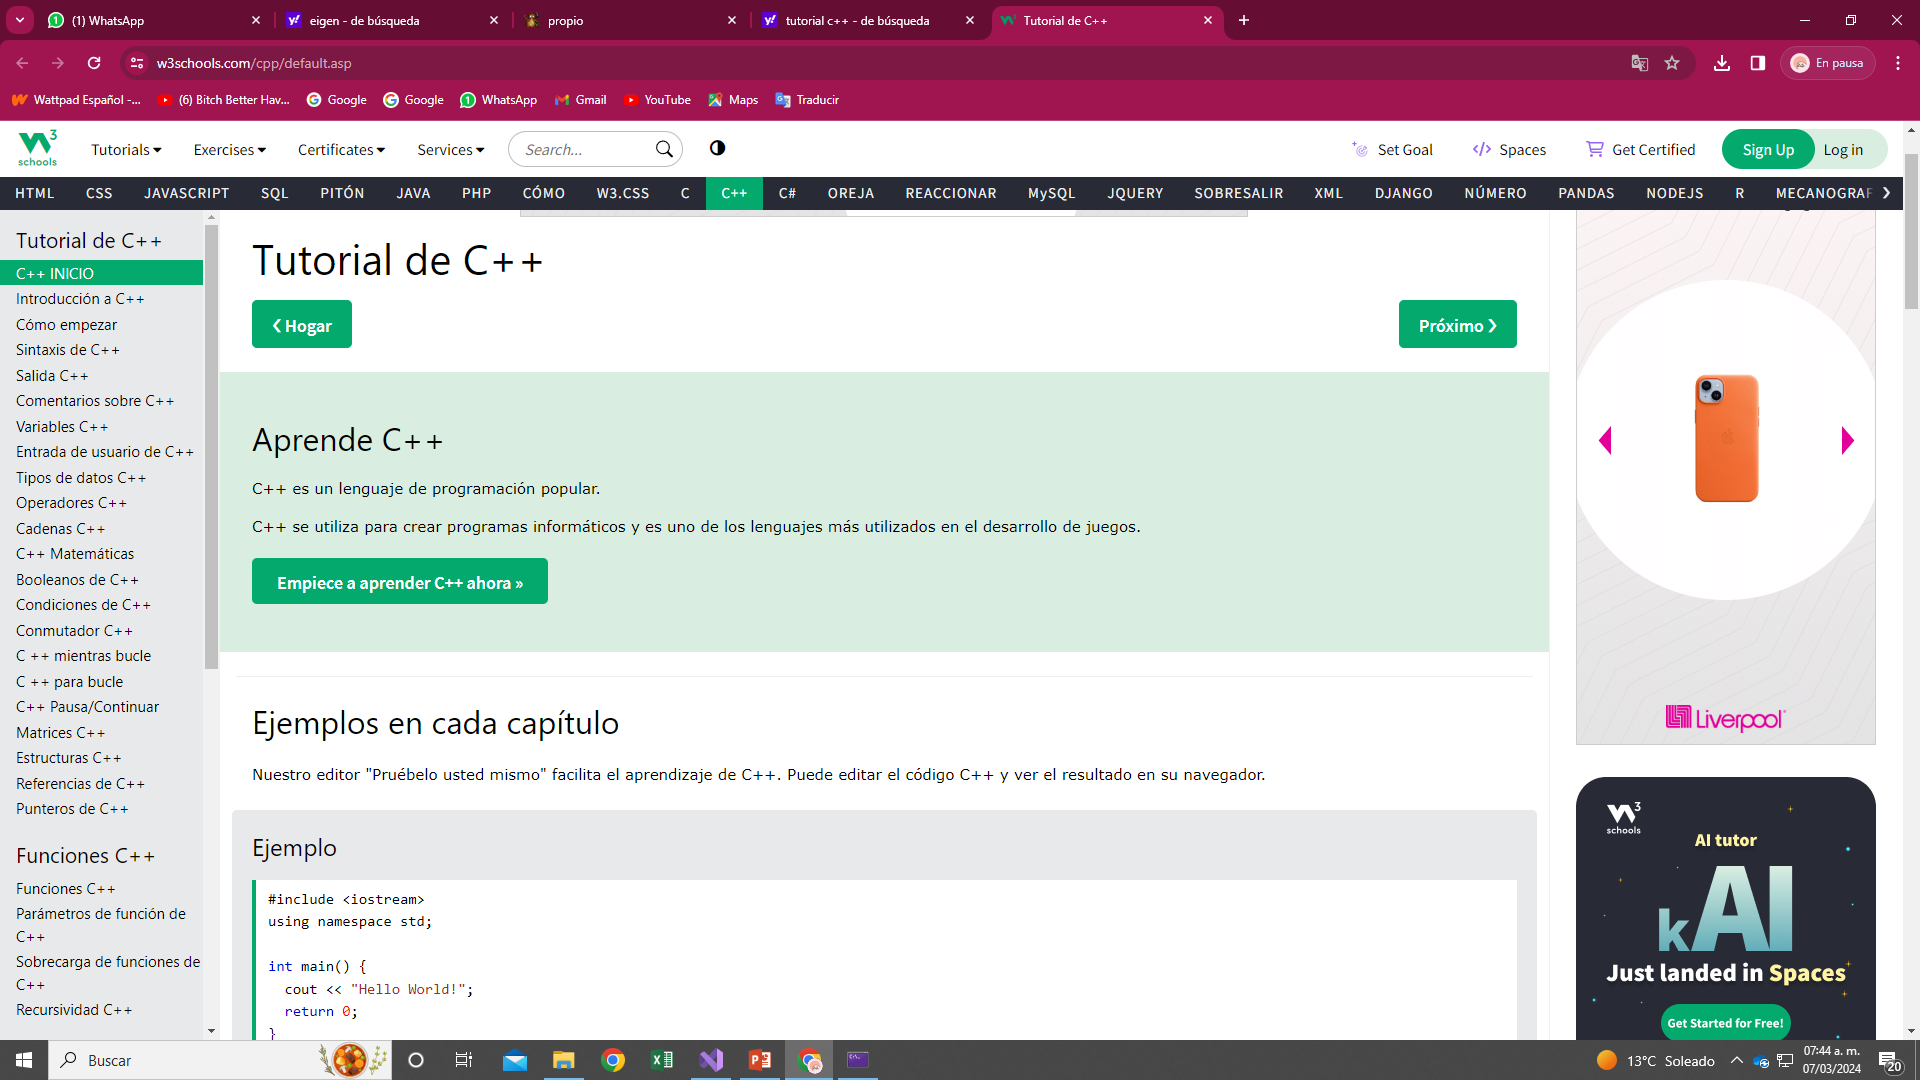 (1) WhatsApp
eigen - de búsqueda
propio
tutorial c++ - de búsqueda
Tutorial de C++
w3schools.com/cpp/default.asp
En pausa
Wattpad Español -...
(6) Bitch Better Hav...
Google
Google
WhatsApp
Gmail
YouTube
Maps
Traducir
W3 schools
Tutorials
Exercises
Certificates
Services
Search...
Set Goal
Spaces
Get Certified
Sign Up
Log in
HTML CSS JAVASCRIPT SQL PITÓN JAVA PHP CÓMO W3.CSS C C++ C# OREJA REACCIONAR MySQL JQUERY SOBRESALIR XML DJANGO NÚMERO PANDAS NODEJS R MECANOGRAF
Tutorial de C++
C++ INICIO
Introducción a C++
Cómo empezar
Sintaxis de C++
Salida C++
Comentarios sobre C++
Variables C++
Entrada de usuario de C++
Tipos de datos C++
Operadores C++
Cadenas C++
C++ Matemáticas
Booleanos de C++
Condiciones de C++
Conmutador C++
C ++ mientras bucle
C ++ para bucle
C++ Pausa/Continuar
Matrices C++
Estructuras C++
Referencias de C++
Punteros de C++
Funciones C++
Funciones C++
Parámetros de función de
C++
Sobrecarga de funciones de
C++
Recursividad C++
Tutorial de C++
❮ Hogar
Próximo ❯
Aprende C++
C++ es un lenguaje de programación popular.
C++ se utiliza para crear programas informáticos y es uno de los lenguajes más utilizados en el desarrollo de juegos.
Empiece a aprender C++ ahora »
Ejemplos en cada capítulo
Nuestro editor "Pruébelo usted mismo" facilita el aprendizaje de C++. Puede editar el código C++ y ver el resultado en su navegador.
Ejemplo
#include <iostream>
using namespace std;
int main() {
cout << "Hello World!";
return 0;
}
Liverpool
W3 schools
AI tutor
kAI
Just landed in Spaces
Get Started for Free!
Buscar
13°C Soleado
07:44 a. m.
07/03/2024
20